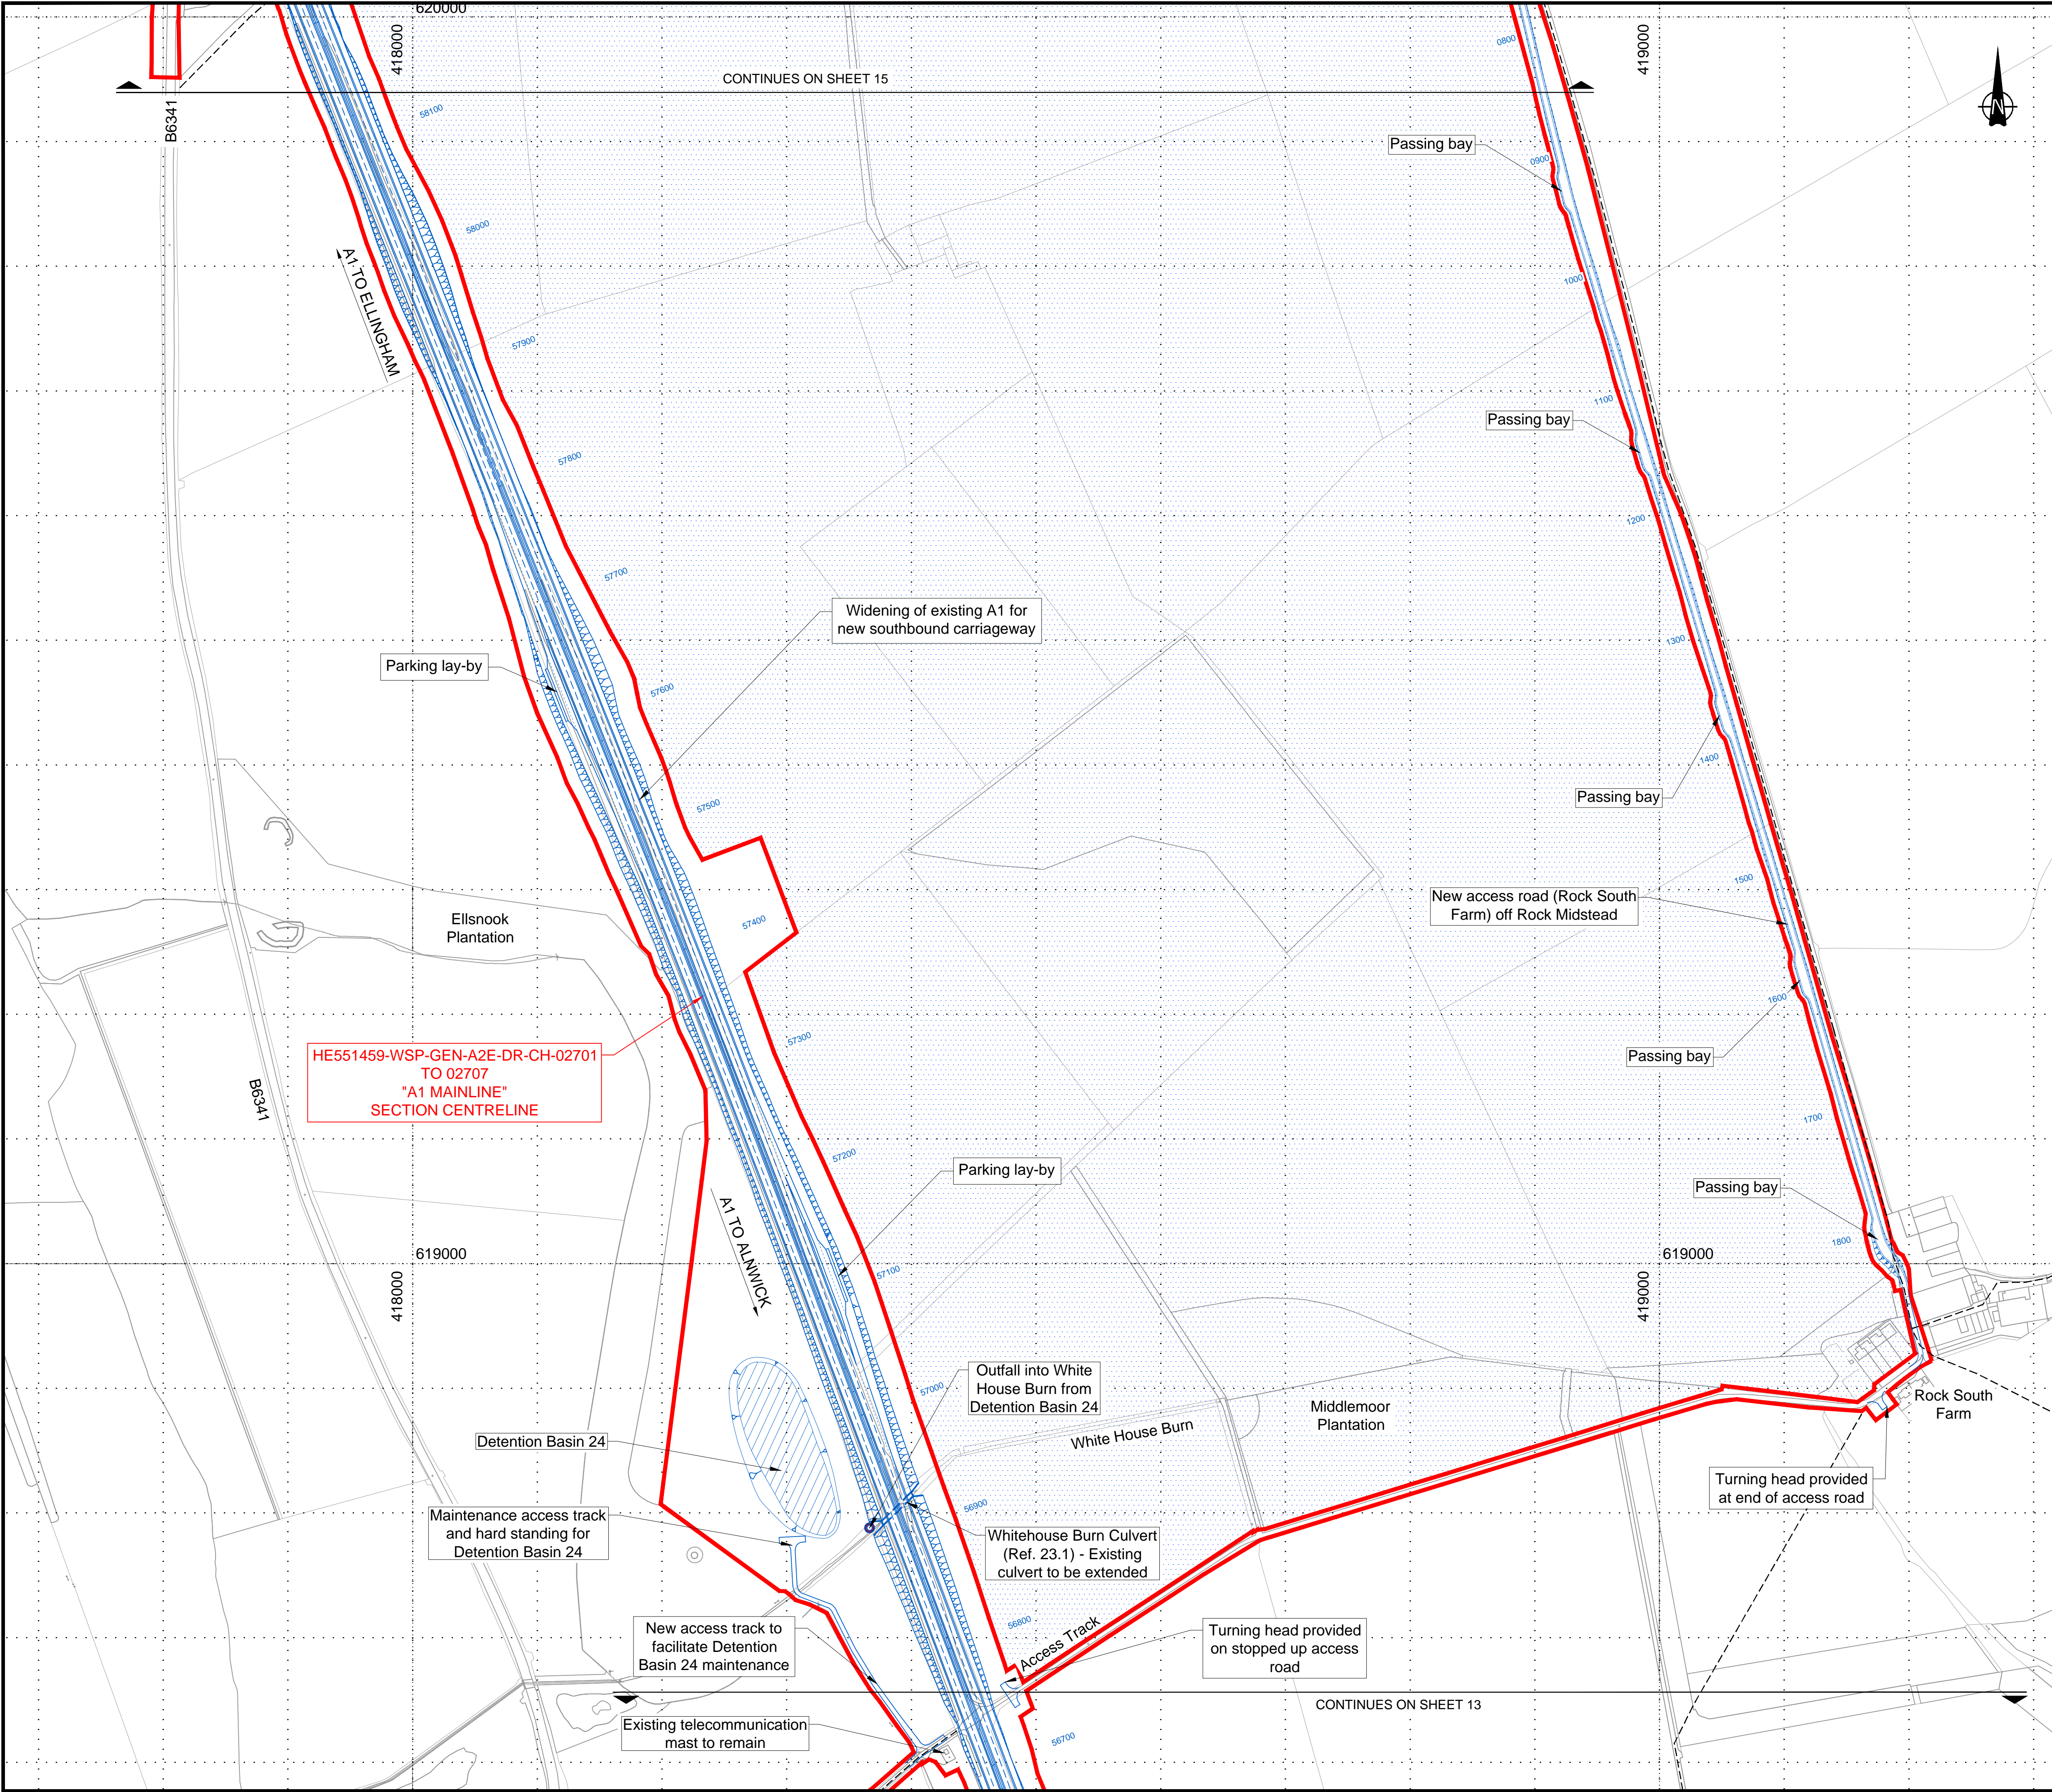 620000
418000
419000
CONTINUES ON SHEET 15
B6341
N
0800
58100
Passing bay
0900
58000
A1 TO ELLINGHAM
1000
57900
1100
Passing bay
57800
1200
57700
Widening of existing A1 for
new southbound carriageway
1300
Parking lay-by
57600
1400
57500
Passing bay
1500
New access road (Rock South
Farm) off Rock Midstead
Ellsnook
Plantation
57400
1600
57300
HE551459-WSP-GEN-A2E-DR-CH-02701
TO 02707
"A1 MAINLINE"
SECTION CENTRELINE
Passing bay
B6341
1700
57200
Parking lay-by
Passing bay
A1 TO ALNWICK
1800
619000
619000
418000
419000
57100
Outfall into White
House Burn from
Detention Basin 24
57000
Rock South
Farm
Middlemoor
Plantation
White House Burn
Detention Basin 24
Turning head provided
at end of access road
56900
Maintenance access track
and hard standing for
Detention Basin 24
Whitehouse Burn Culvert
(Ref. 23.1) - Existing
culvert to be extended
56800
Access Track
New access track to
facilitate Detention
Basin 24 maintenance
Turning head provided
on stopped up access
road
CONTINUES ON SHEET 13
Existing telecommunication
mast to remain
56700